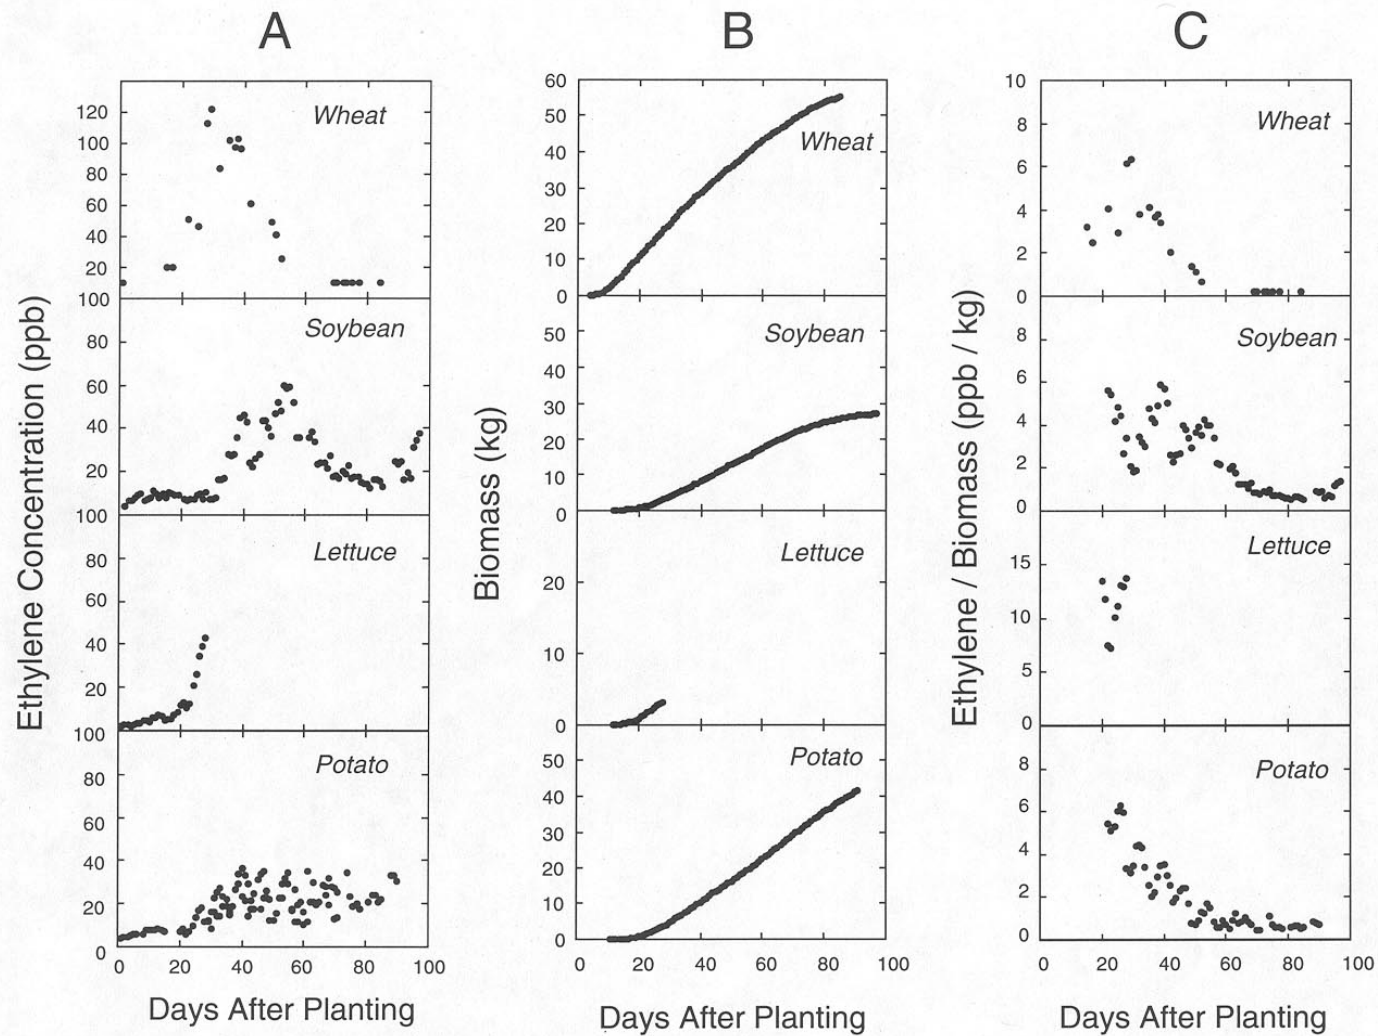 A
B
C
Ethylene Concentration (ppb)
120
100
80
60
40
20
Wheat
100
80
60
40
20
Soybean
100
80
60
40
20
Lettuce
100
80
60
40
20
0
Potato
0 20 40 60 80 100
Days After Planting
Biomass (kg)
60
50
40
30
20
10
0
Wheat
50
40
30
20
10
0
Soybean
20
10
0
Lettuce
50
40
30
20
10
0
Potato
0 20 40 60 80 100
Days After Planting
Ethylene / Biomass (ppb / kg)
10
8
6
4
2
0
Wheat
8
6
4
2
0
Soybean
15
10
5
0
Lettuce
8
6
4
2
0
Potato
0 20 40 60 80 100
Days After Planting